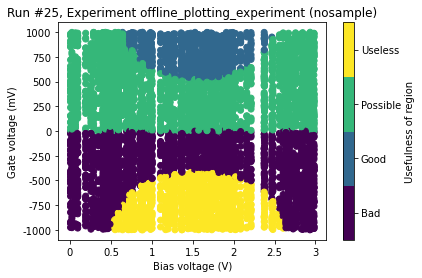 Run #25, Experiment offline_plotting_experiment (nosample)
1000
750
500
250
0
-250
-500
-750
-1000
Gate voltage (mV)
0
0.5
1
1.5
2
2.5
3
Bias voltage (V)
Useless
Possible
Good
Bad
Usefulness of region